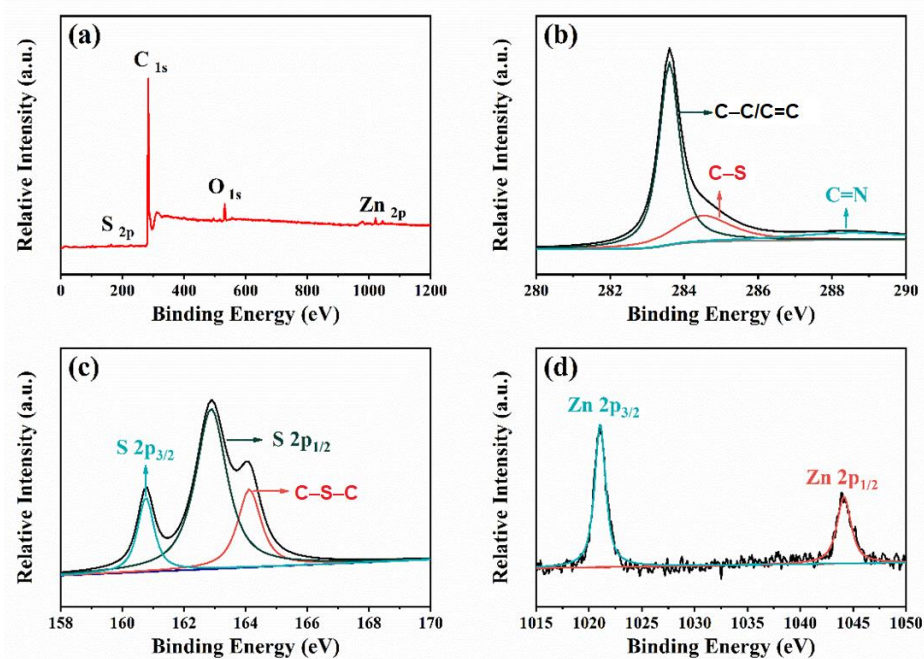 (a)
C 1s
S 2p
O 1s
Zn 2p
Relative Intensity (a.u.)
0 200 400 600 800 1000 1200
Binding Energy (eV)
(b)
C–C/C=C
C–S
C=N
Relative Intensity (a.u.)
280 282 284 286 288 290
Binding Energy (eV)
(c)
S 2p3/2
S 2p1/2
C–S–C
Relative Intensity (a.u.)
158 160 162 164 166 168 170
Binding Energy (eV)
(d)
Zn 2p3/2
Zn 2p1/2
Relative Intensity (a.u.)
1015 1020 1025 1030 1035 1040 1045 1050
Binding Energy (eV)